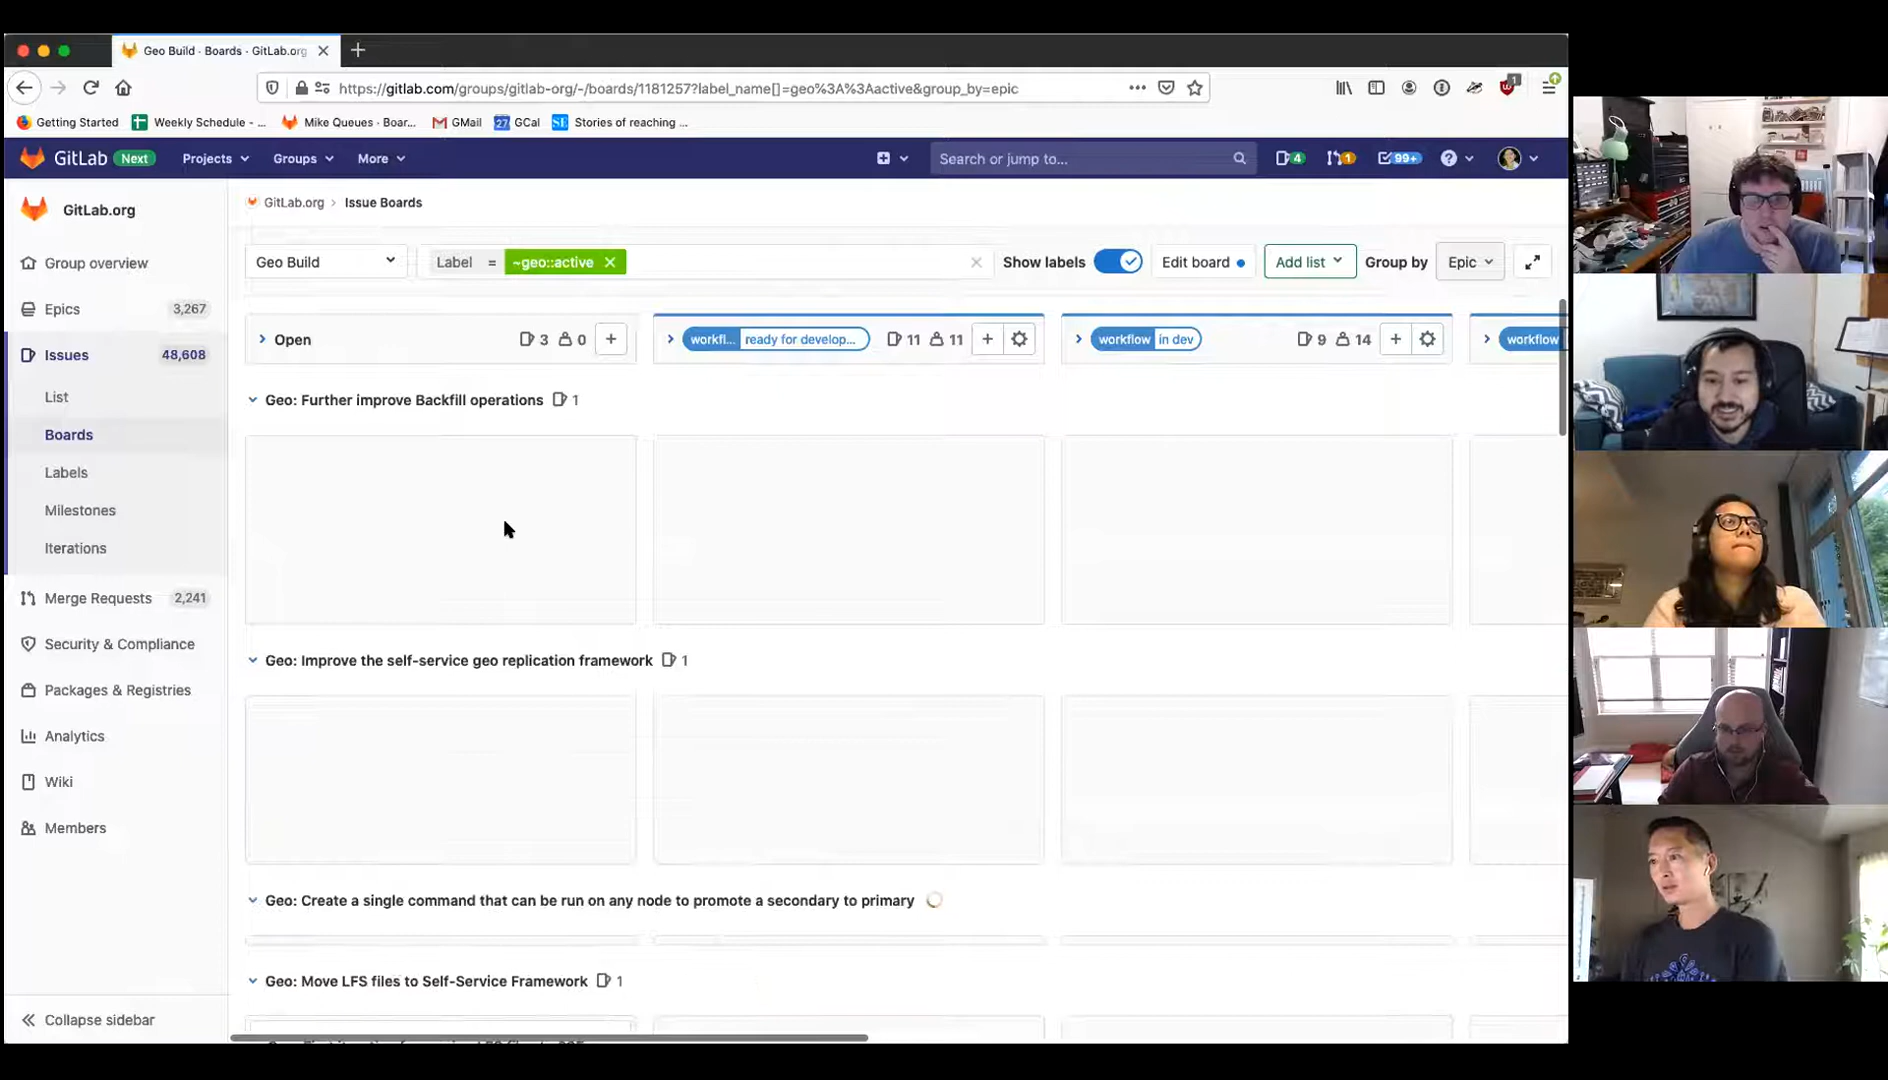 Geo Build · Boards · GitLab.org
https://gitlab.com/groups/gitlab-org/-/boards/1181257?label_name[]=geo%3A%3Aactive&group_by=epic
1
Getting Started
Weekly Schedule - ...
Mike Queues · Boar...
GMail
27
GCal
SE
Stories of reaching ...
GitLab
Next
Projects
Groups
More
Search or jump to...
4
1
99+
GitLab.org
Group overview
Epics 3,267
Issues 48,608
List
Boards
Labels
Milestones
Iterations
Merge Requests 2,241
Security & Compliance
Packages & Registries
Analytics
Wiki
Members
Collapse sidebar
GitLab.org › Issue Boards
Geo Build
Label = ~geo::active
Show labels
Edit board
Add list
Group by
Epic
Open 3 0
workfl... ready for develop... 11 11
workflow in dev 9 14
workflow
Geo: Further improve Backfill operations 1
Geo: Improve the self-service geo replication framework 1
Geo: Create a single command that can be run on any node to promote a secondary to primary
Geo: Move LFS files to Self-Service Framework 1